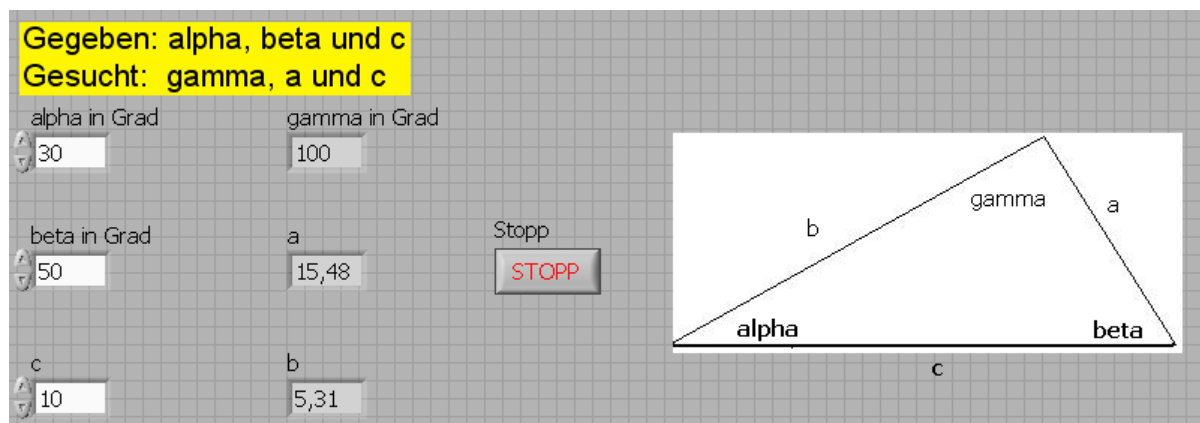 Gegeben: alpha, beta und c
Gesucht: gamma, a und c
alpha in Grad
30
gamma in Grad
100
beta in Grad
50
a
15,48
Stopp
STOPP
c
10
b
5,31
b
gamma
a
alpha
beta
c